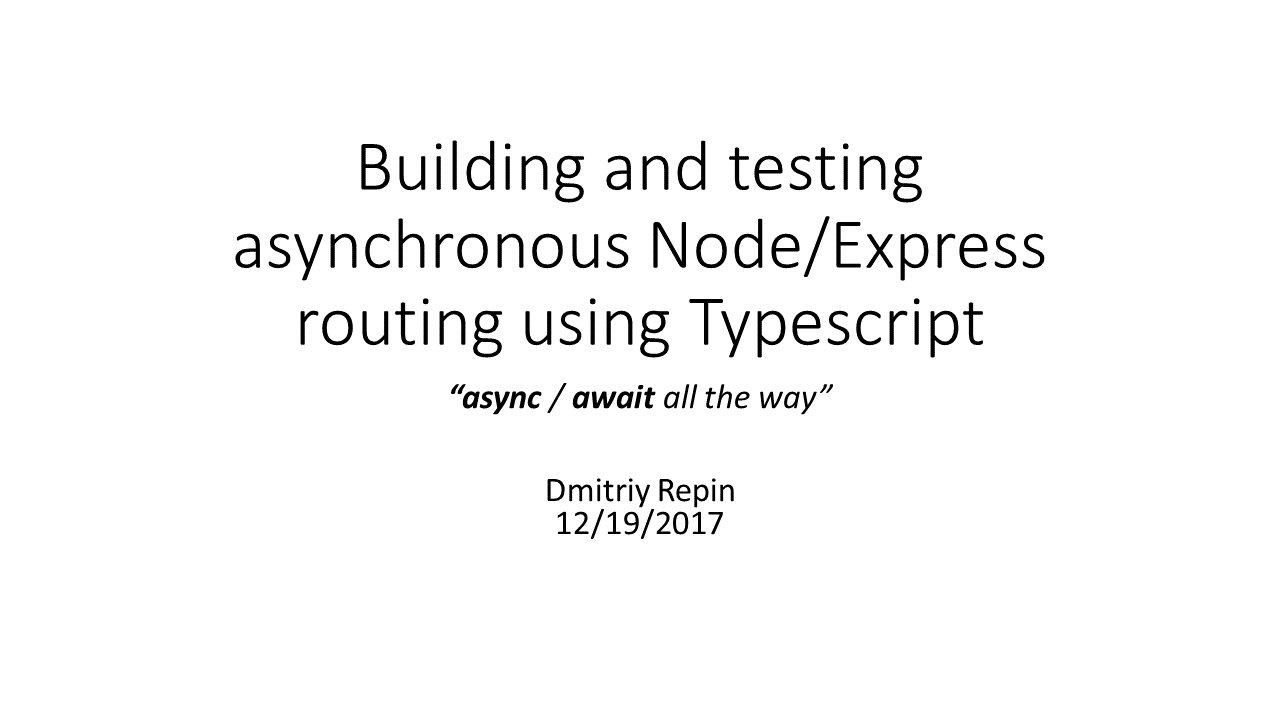 Building and testing
asynchronous Node/Express
routing using Typescript
“async / await all the way”
Dmitriy Repin
12/19/2017